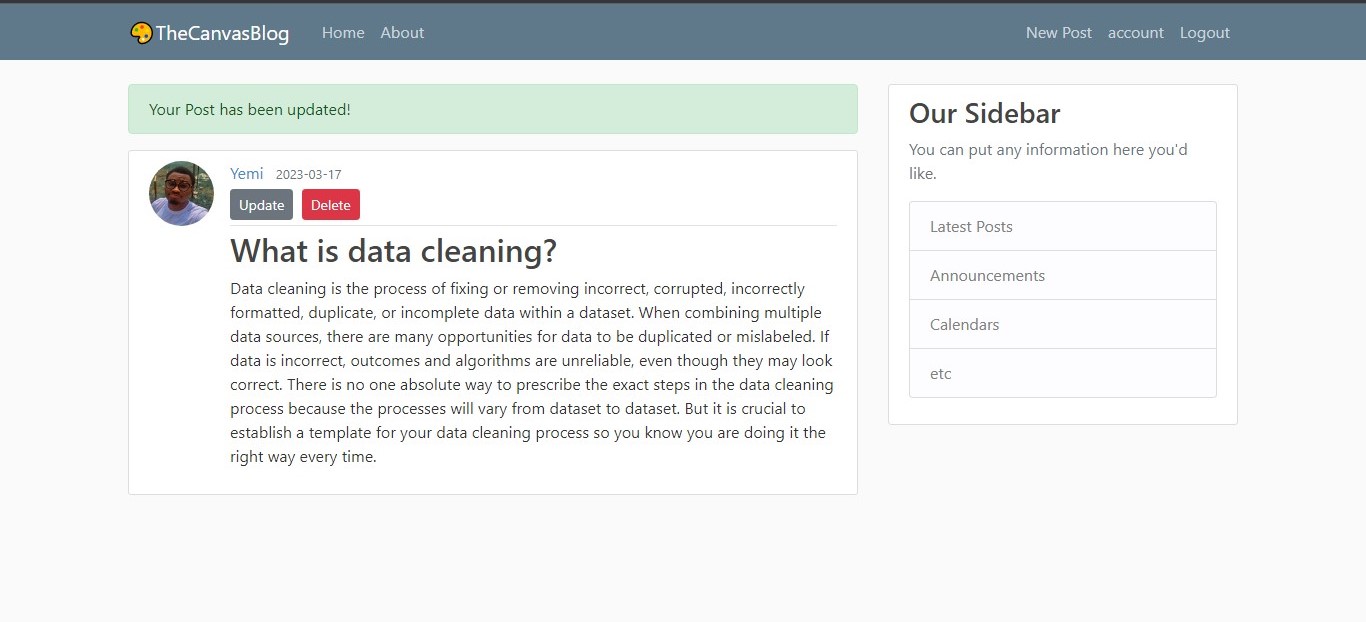 TheCanvasBlog Home About New Post account Logout
Your Post has been updated!
Yemi 2023-03-17
Update Delete
What is data cleaning?
Data cleaning is the process of fixing or removing incorrect, corrupted, incorrectly
formatted, duplicate, or incomplete data within a dataset. When combining multiple
data sources, there are many opportunities for data to be duplicated or mislabeled. If
data is incorrect, outcomes and algorithms are unreliable, even though they may look
correct. There is no one absolute way to prescribe the exact steps in the data cleaning
process because the processes will vary from dataset to dataset. But it is crucial to
establish a template for your data cleaning process so you know you are doing it the
right way every time.
Our Sidebar
You can put any information here you'd
like.
Latest Posts
Announcements
Calendars
etc